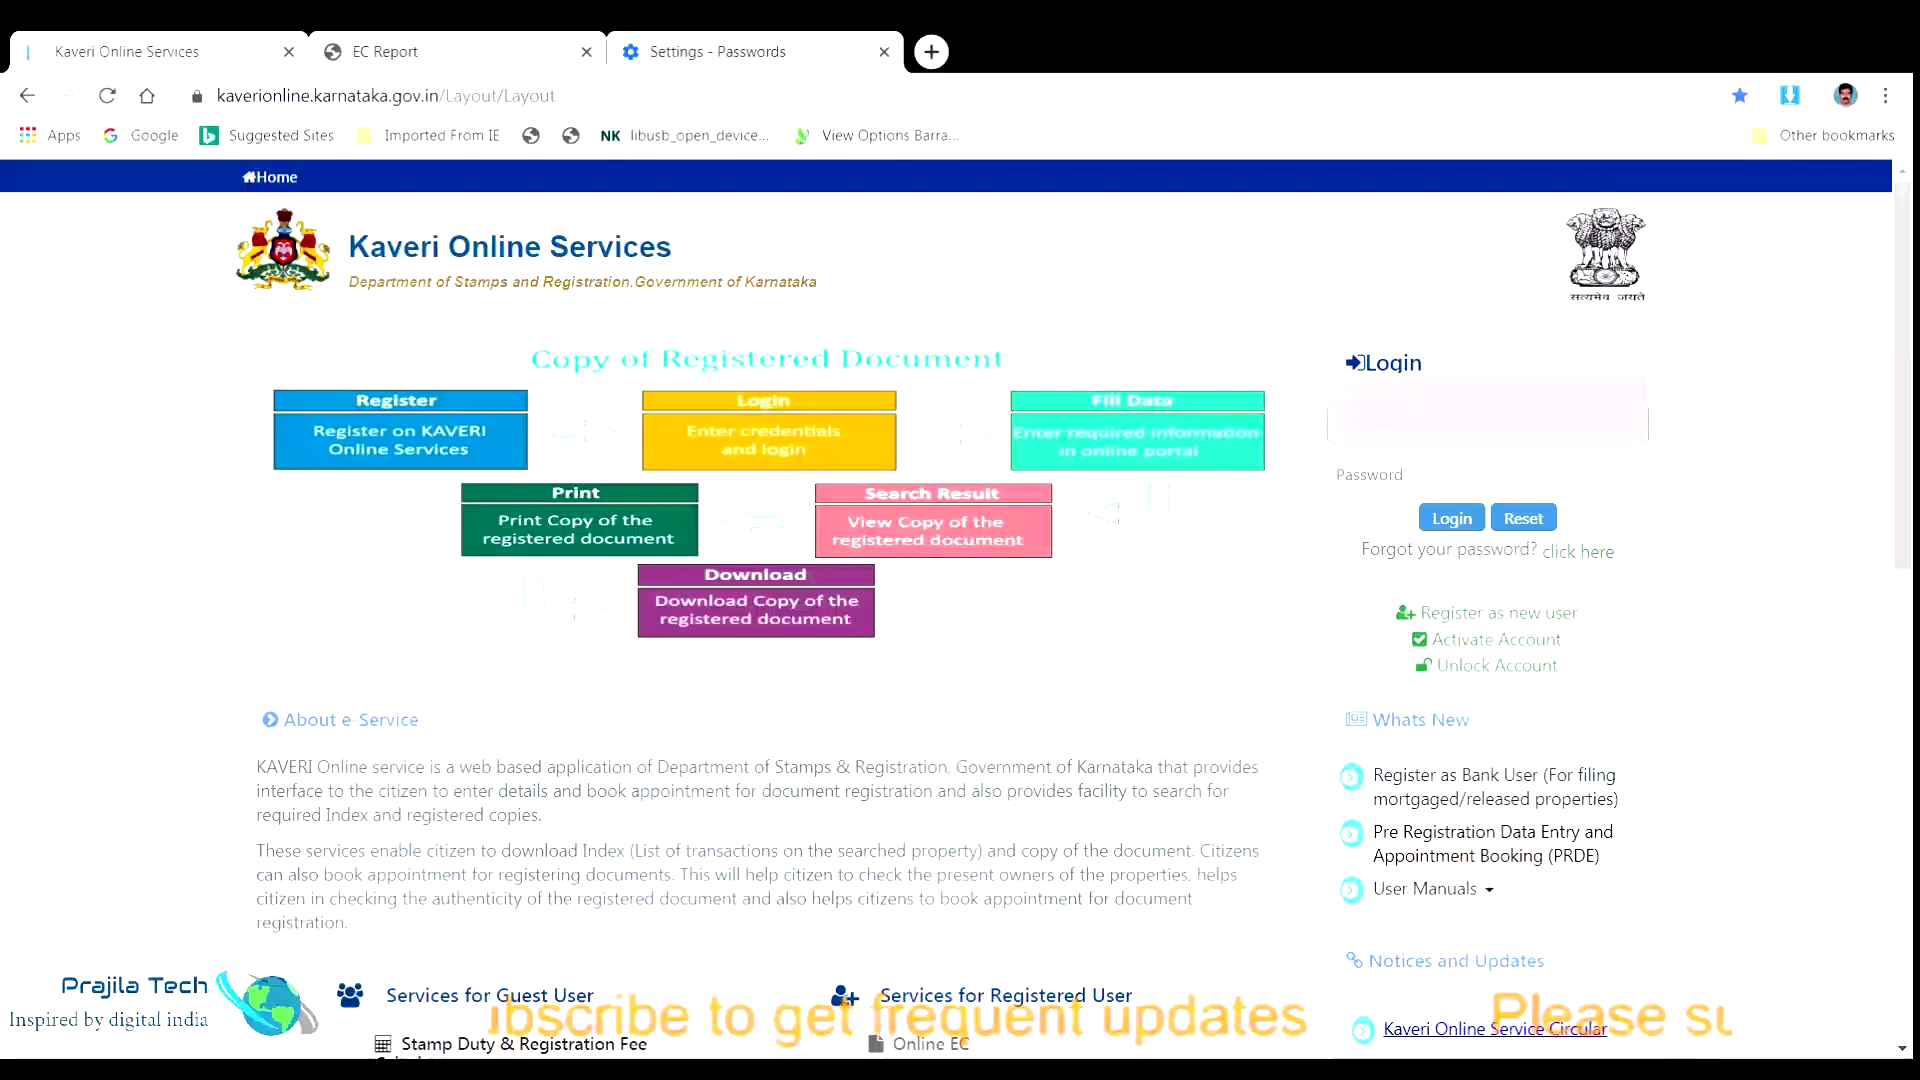 Kaveri Online Services
EC Report
Settings - Passwords
kaverionline.karnataka.gov.in/Layout/Layout
Apps
Google
Suggested Sites
Imported From IE
NK libusb_open_device...
View Options Barra...
Other bookmarks
Home
Kaveri Online Services
Department of Stamps and Registration,Government of Karnataka
सत्यमेव जयते
Copy of Registered Document
Register
Register on KAVERI
Online Services
Login
Enter credentials
and login
Fill Data
Enter required information
in online portal
Print
Print Copy of the
registered document
Search Result
View Copy of the
registered document
Download
Download Copy of the
registered document
Login
Password
Login
Reset
Forgot your password? click here
Register as new user
Activate Account
Unlock Account
About e-Service
KAVERI Online service is a web based application of Department of Stamps & Registration, Government of Karnataka that provides
interface to the citizen to enter details and book appointment for document registration and also provides facility to search for
required Index and registered copies.
These services enable citizen to download Index (List of transactions on the searched property) and copy of the document. Citizens
can also book appointment for registering documents. This will help citizen to check the present owners of the properties, helps
citizen in checking the authenticity of the registered document and also helps citizens to book appointment for document
registration.
Whats New
Register as Bank User (For filing
mortgaged/released properties)
Pre Registration Data Entry and
Appointment Booking (PRDE)
User Manuals
Notices and Updates
Kaveri Online Service Circular
Prajila Tech
Inspired by digital india
Services for Guest User
Stamp Duty & Registration Fee
Services for Registered User
Online EC
ubscribe to get frequent updates
Please su